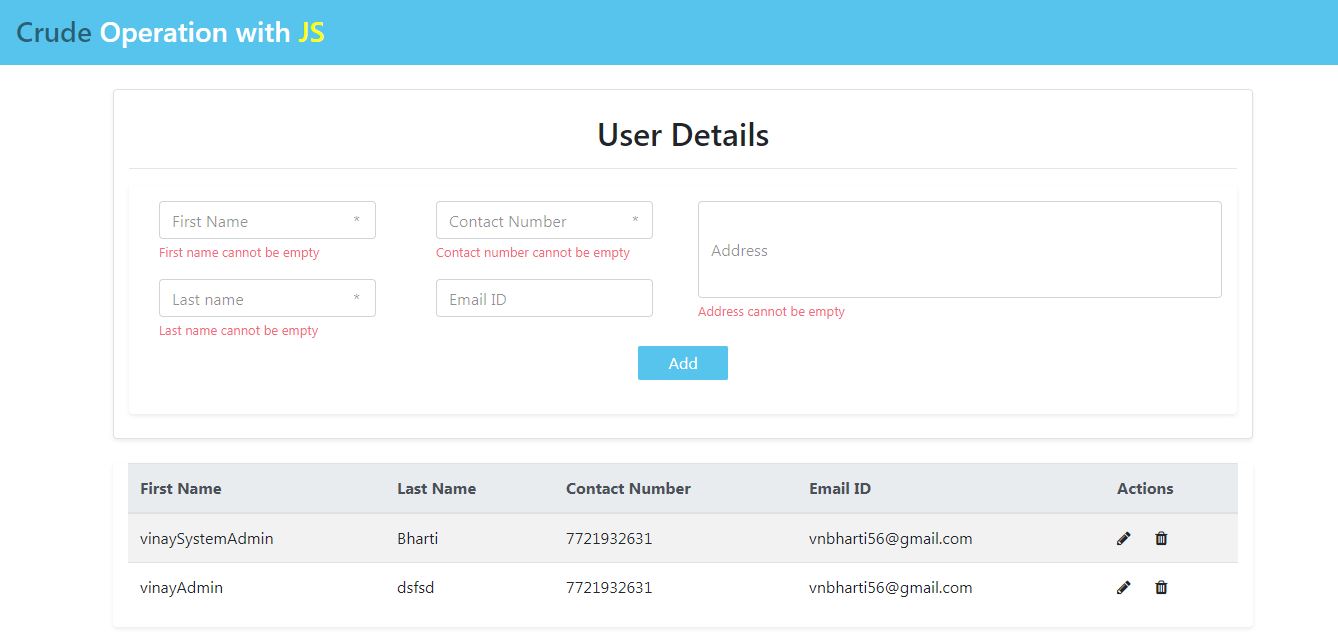 Crude Operation with JS
User Details
First Name *
First name cannot be empty
Last name *
Last name cannot be empty
Contact Number *
Contact number cannot be empty
Email ID
Address
Address cannot be empty
Add
First Name Last Name Contact Number Email ID Actions
vinaySystemAdmin Bharti 7721932631 vnbharti56@gmail.com
vinayAdmin dsfsd 7721932631 vnbharti56@gmail.com